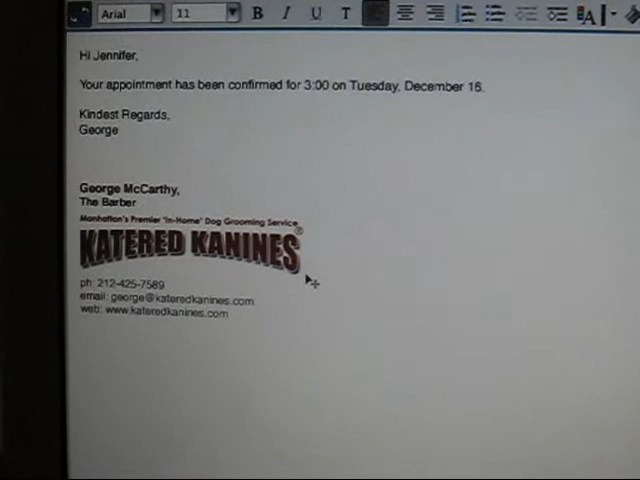 Arial 11 B I U T A
Hi Jennifer,
Your appointment has been confirmed for 3:00 on Tuesday, December 16.
Kindest Regards,
George
George McCarthy,
The Barber
Manhattan's Premier 'In-Home' Dog Grooming Service
KATERED KANINES®
ph: 212-425-7589
email: george@kateredkanines.com
web: www.kateredkanines.com